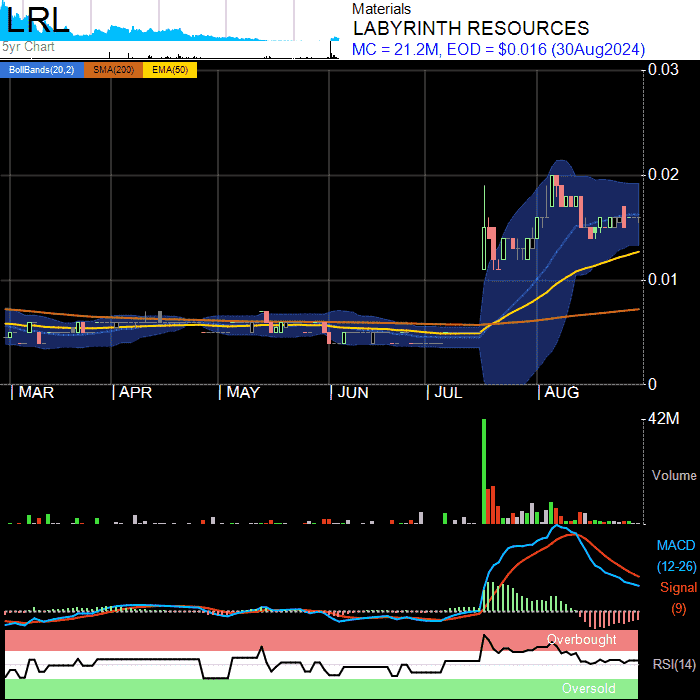 LRL
5yr Chart
Materials
LABYRINTH RESOURCES
MC = 21.2M, EOD = $0.016 (30Aug2024)
BollBands(20,2) SMA(200) EMA(50)
0.03
0.02
0.01
0
MAR APR MAY JUN JUL AUG
42M
Volume
MACD
(12-26)
Signal
(9)
Overbought
RSI(14)
Oversold